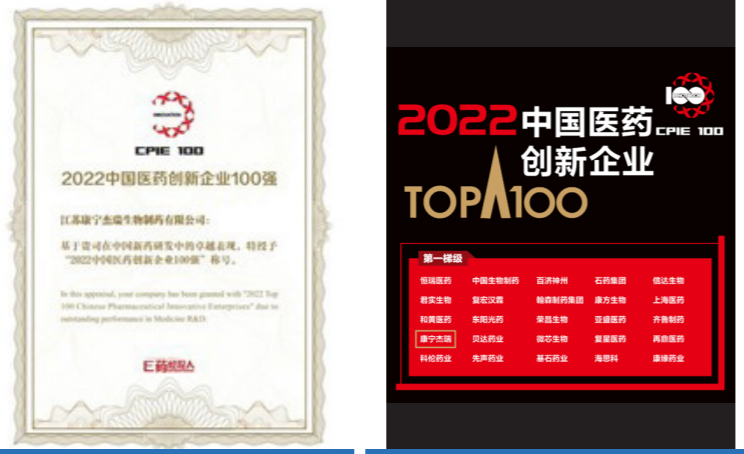 INNOVATION
CPIE 100
2022中国医药创新企业100强
江苏康宁杰瑞生物制药有限公司：
基于贵司在中国新药研发中的卓越表现，特授予
“2022中国医药创新企业100强”称号。
In this appraisal, your company has been granted with "2022 Top
100 Chinese Pharmaceutical Innovative Enterprises" due to
outstanding performance in Medicine R&D.
E药经理人
100
CPIE 100
2022中国医药
创新企业
TOP100
第一梯级
恒瑞医药 中国生物制药 百济神州 石药集团 信达生物
君实生物 复宏汉霖 翰森制药集团 康方生物 上海医药
和黄医药 东阳光药 荣昌生物 亚盛医药 齐鲁制药
康宁杰瑞 贝达药业 微芯生物 复星医药 再鼎医药
科伦药业 先声药业 基石药业 海思科 康缘药业